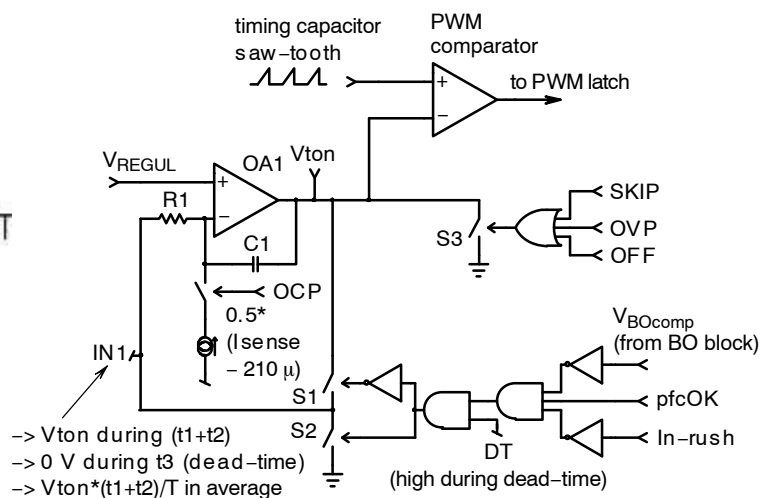 timing capacitor
saw-tooth
PWM
comparator
to PWM latch
VREGUL
OA1
Vton
R1
+
−
+
−
C1
T
S3
SKIP
OVP
OFF
OCP
0.5*
(Isense
− 210 μ)
IN1
VBOcomp
(from BO block)
S1
pfcOK
S2
DT
In-rush
(high during dead-time)
-> Vton during (t1+t2)
-> 0 V during t3 (dead-time)
-> Vton*(t1+t2)/T in average